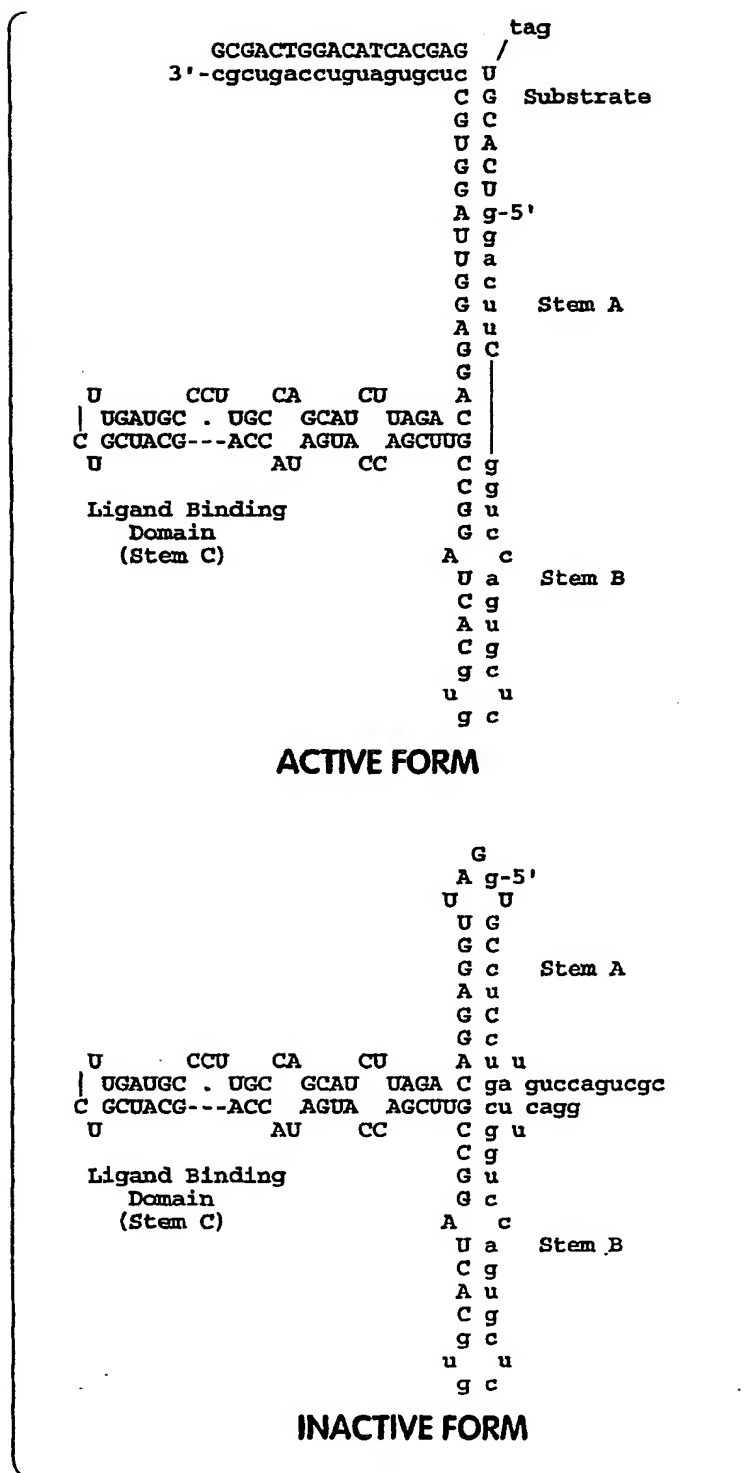 tag
GCGACTGGACATCACGAG /
3'-cgcugaccuguagugcuc U
C G Substrate
G C
U A
G C
G U
A g-5'
U g
U a
G c
G u Stem A
A u
G C
G
U CCU CA CU A
| UGAUGC . UGC GCAU UAGA C
C GCUACG---ACC AGUA AGCUUG
U AU CC C g
C g
Ligand Binding G u
Domain G c
(Stem C) A c
U a Stem B
C g
A u
C g
g c
u u
g c
ACTIVE FORM
G
A g-5'
U U
U G
G C
G c Stem A
A u
G C
G c
U CCU CA CU A u u
| UGAUGC . UGC GCAU UAGA C ga guccagucgc
C GCUACG---ACC AGUA AGCUUG cu cagg
U AU CC C g u
C g
Ligand Binding G u
Domain G c
(Stem C) A c
U a Stem B
C g
A u
C g
g c
u u
g c
INACTIVE FORM